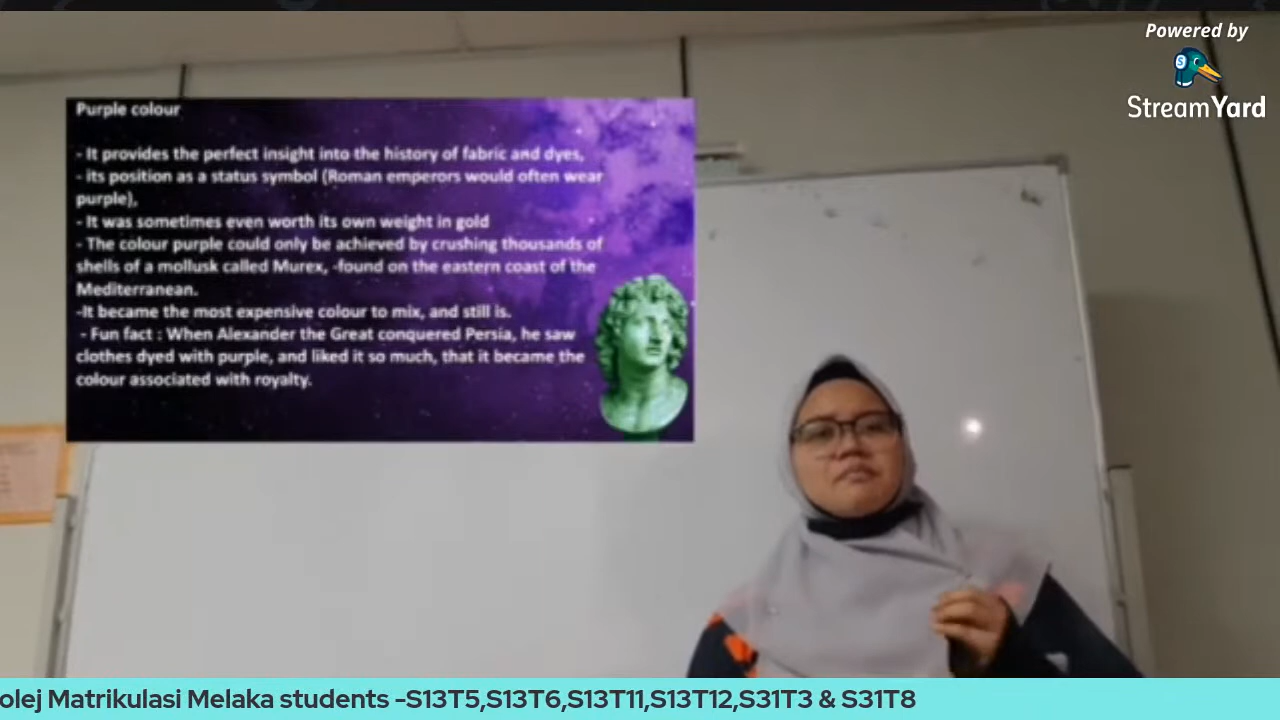 Powered by
StreamYard
Purple colour
- It provides the perfect insight into the history of fabric and dyes,
- its position as a status symbol (Roman emperors would often wear
purple),
- It was sometimes even worth its own weight in gold
- The colour purple could only be achieved by crushing thousands of
shells of a mollusk called Murex, -found on the eastern coast of the
Mediterranean.
-It became the most expensive colour to mix, and still is.
- Fun fact : When Alexander the Great conquered Persia, he saw
clothes dyed with purple, and liked it so much, that it became the
colour associated with royalty.
olej Matrikulasi Melaka students -S13T5,S13T6,S13T11,S13T12,S31T3 & S31T8